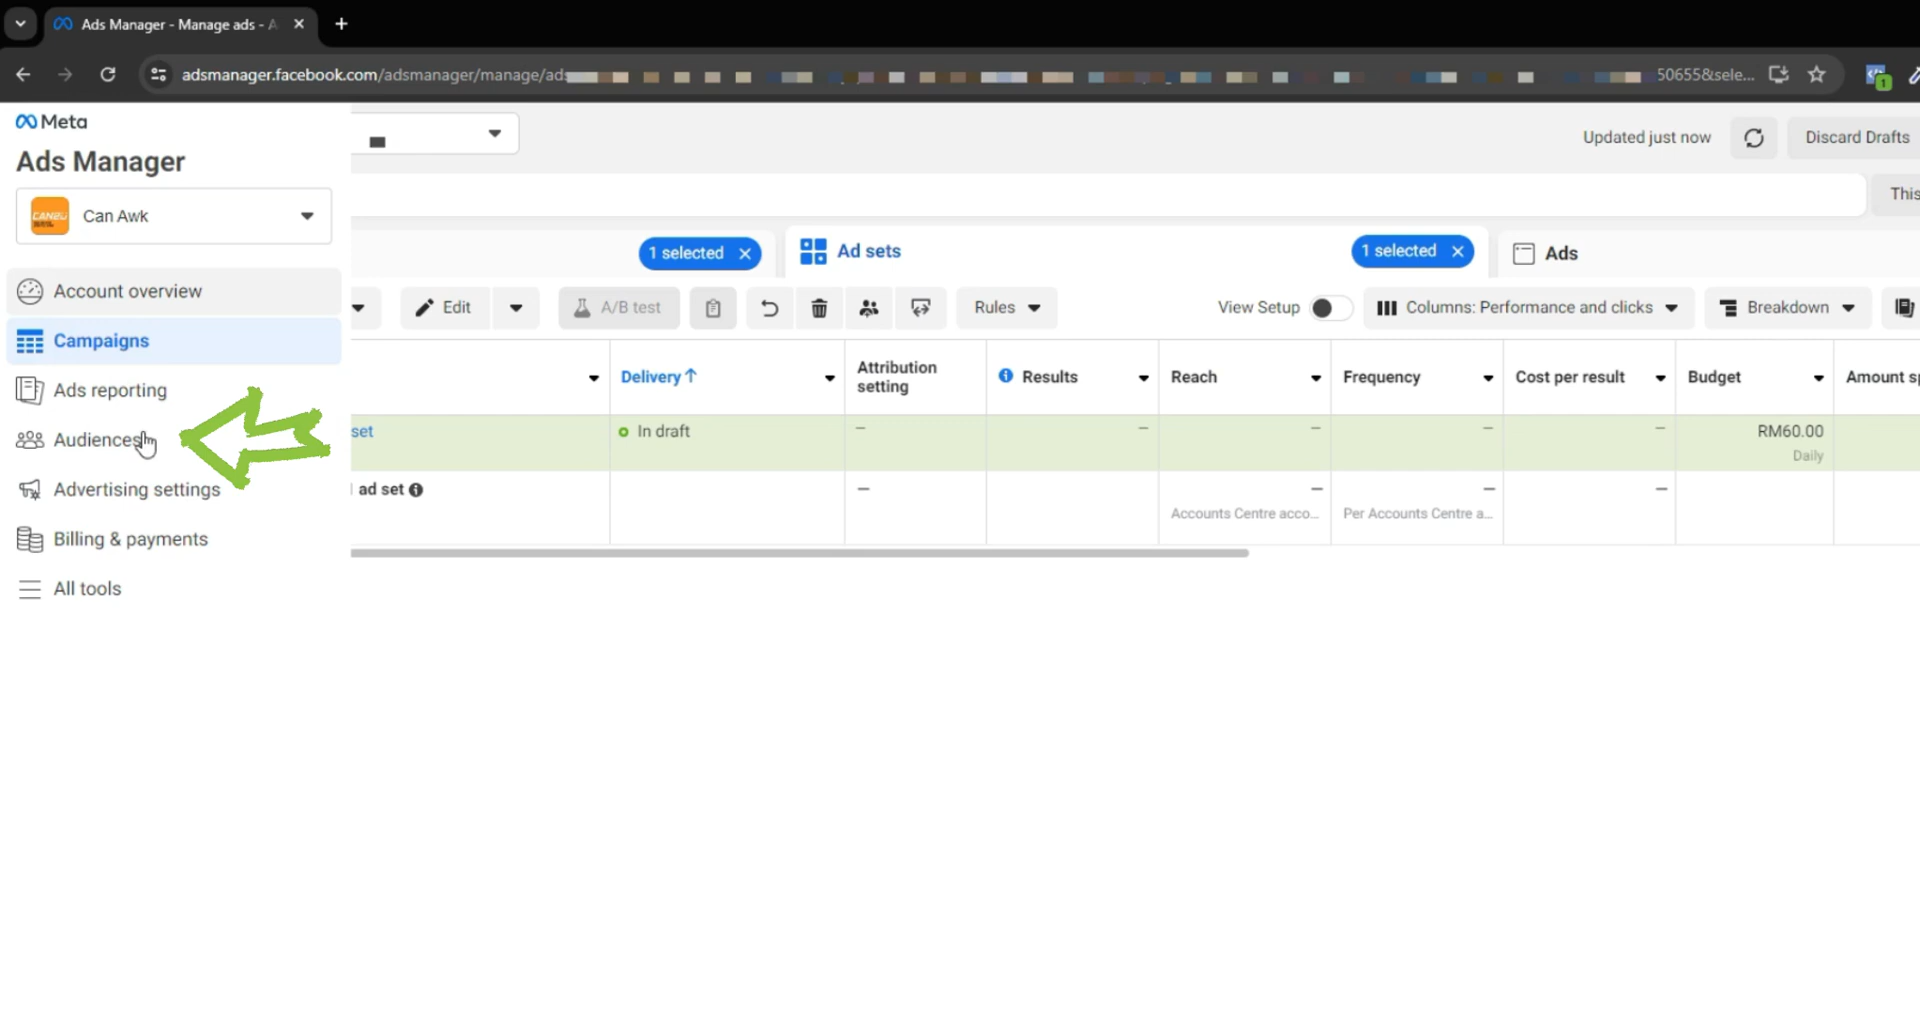 Ads Manager - Manage ads -
adsmanager.facebook.com/adsmanager/manage/ads
50655&sele...
1
Meta
Ads Manager
CAN2U
Can Awk
Account overview
Campaigns
Ads reporting
Audiences
Advertising settings
Billing & payments
All tools
Updated just now
Discard Drafts
This
1 selected
Ad sets
1 selected
Ads
Edit
A/B test
Rules
View Setup
Columns: Performance and clicks
Breakdown
Delivery ↑
Attribution
setting
Results
Reach
Frequency
Cost per result
Budget
Amount sp
set
In draft
—
—
—
—
—
RM60.00
Daily
ad set
—
—
—
—
Accounts Centre acco...
Per Accounts Centre a...